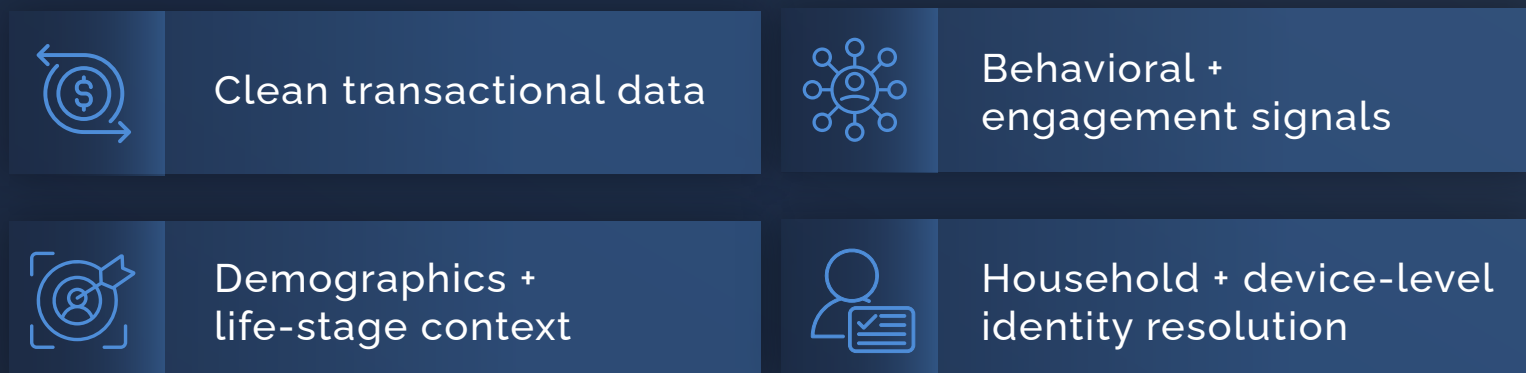 Clean transactional data
Behavioral +
engagement signals
Demographics +
life-stage context
Household + device-level
identity resolution